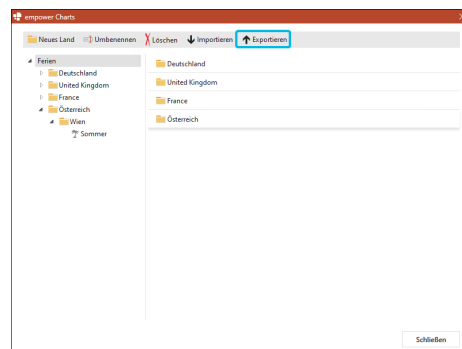 empower Charts
Neues Land Umbenennen Löschen Importieren Exportieren
Ferien
Deutschland
United Kingdom
France
Österreich
Wien
Sommer
Deutschland
United Kingdom
France
Österreich
Schließen